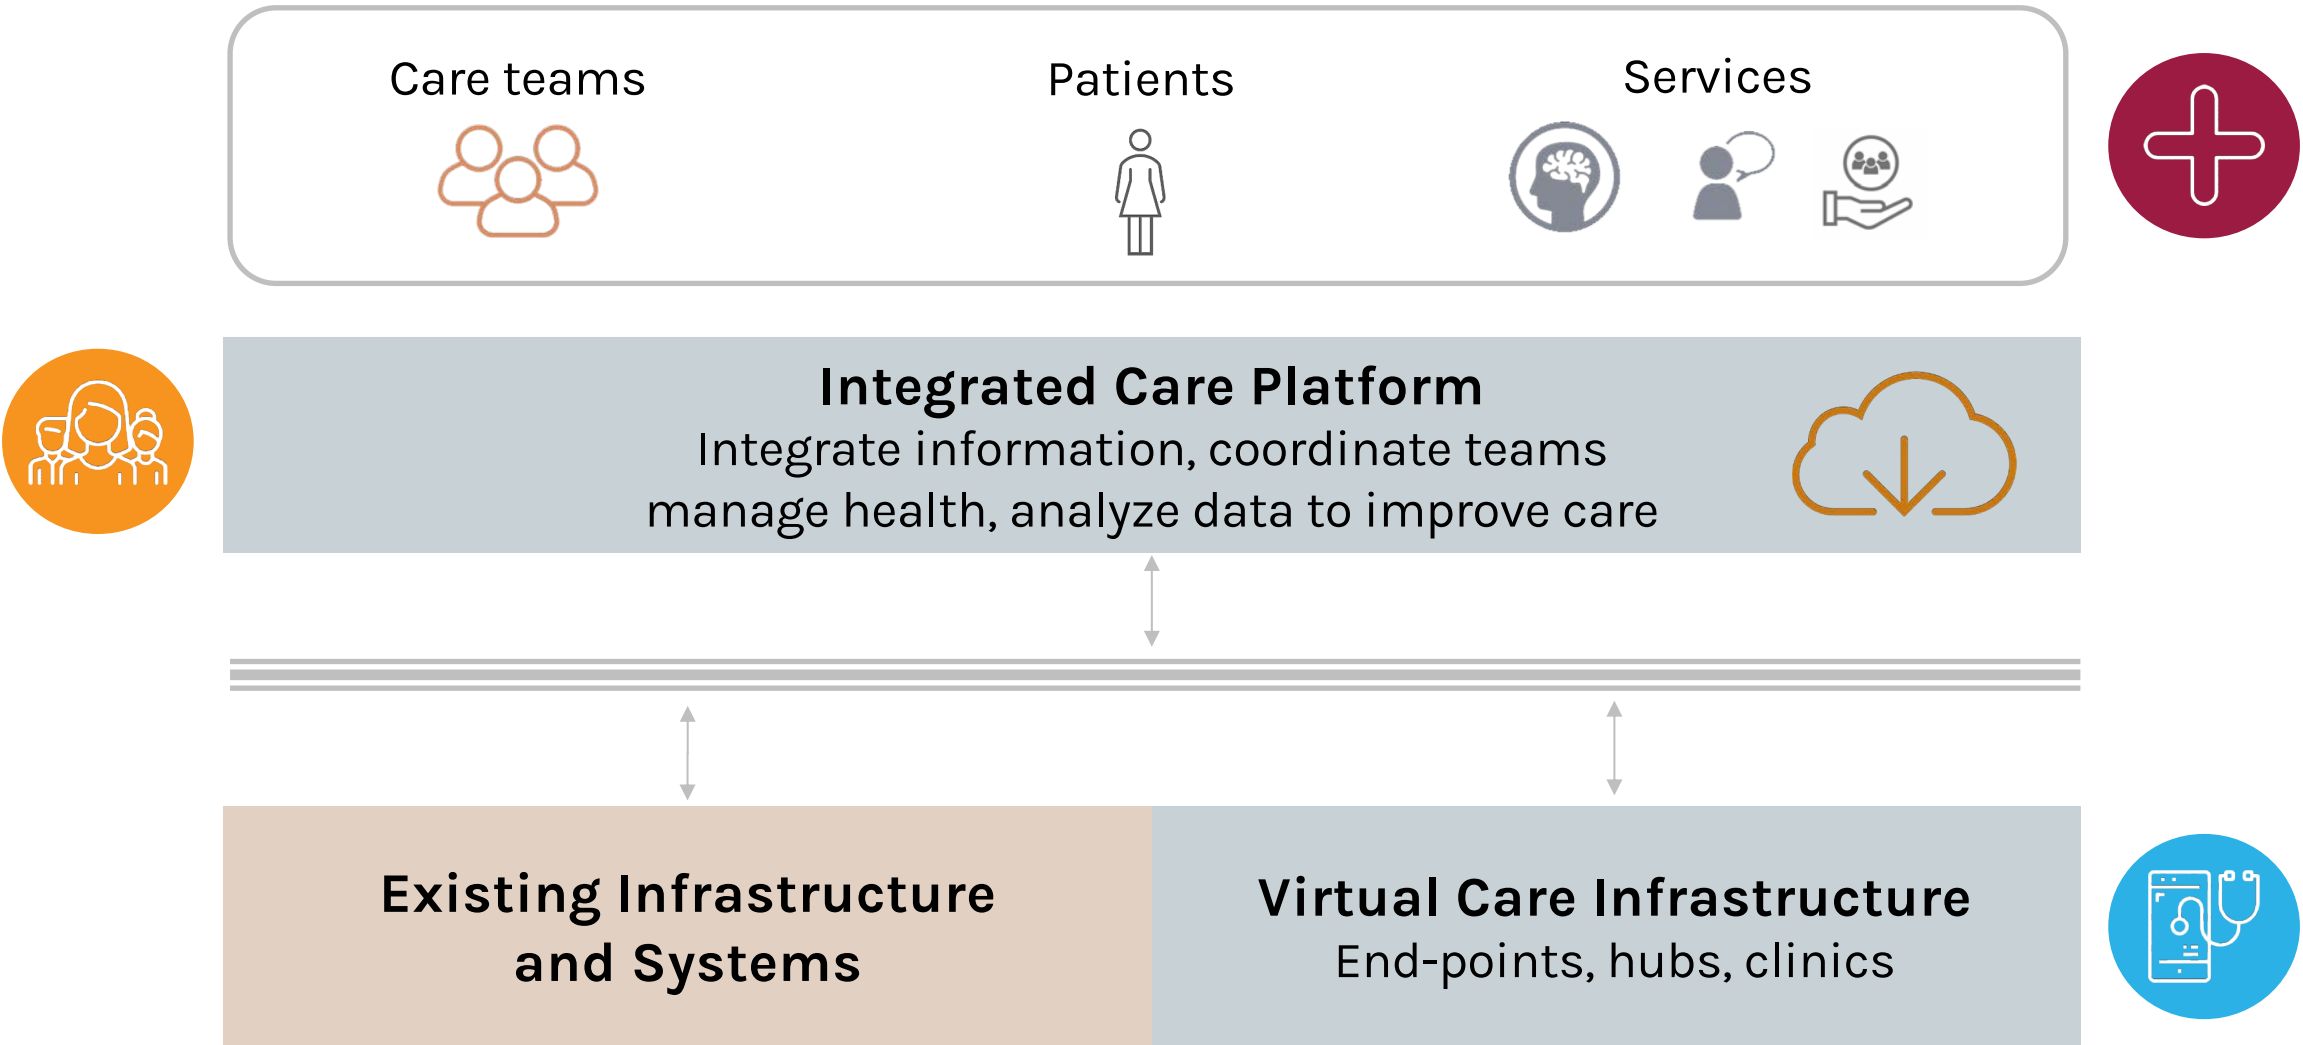 Care teams
Patients
Services
Integrated Care Platform
Integrate information, coordinate teams
manage health, analyze data to improve care
Existing Infrastructure
and Systems
Virtual Care Infrastructure
End-points, hubs, clinics